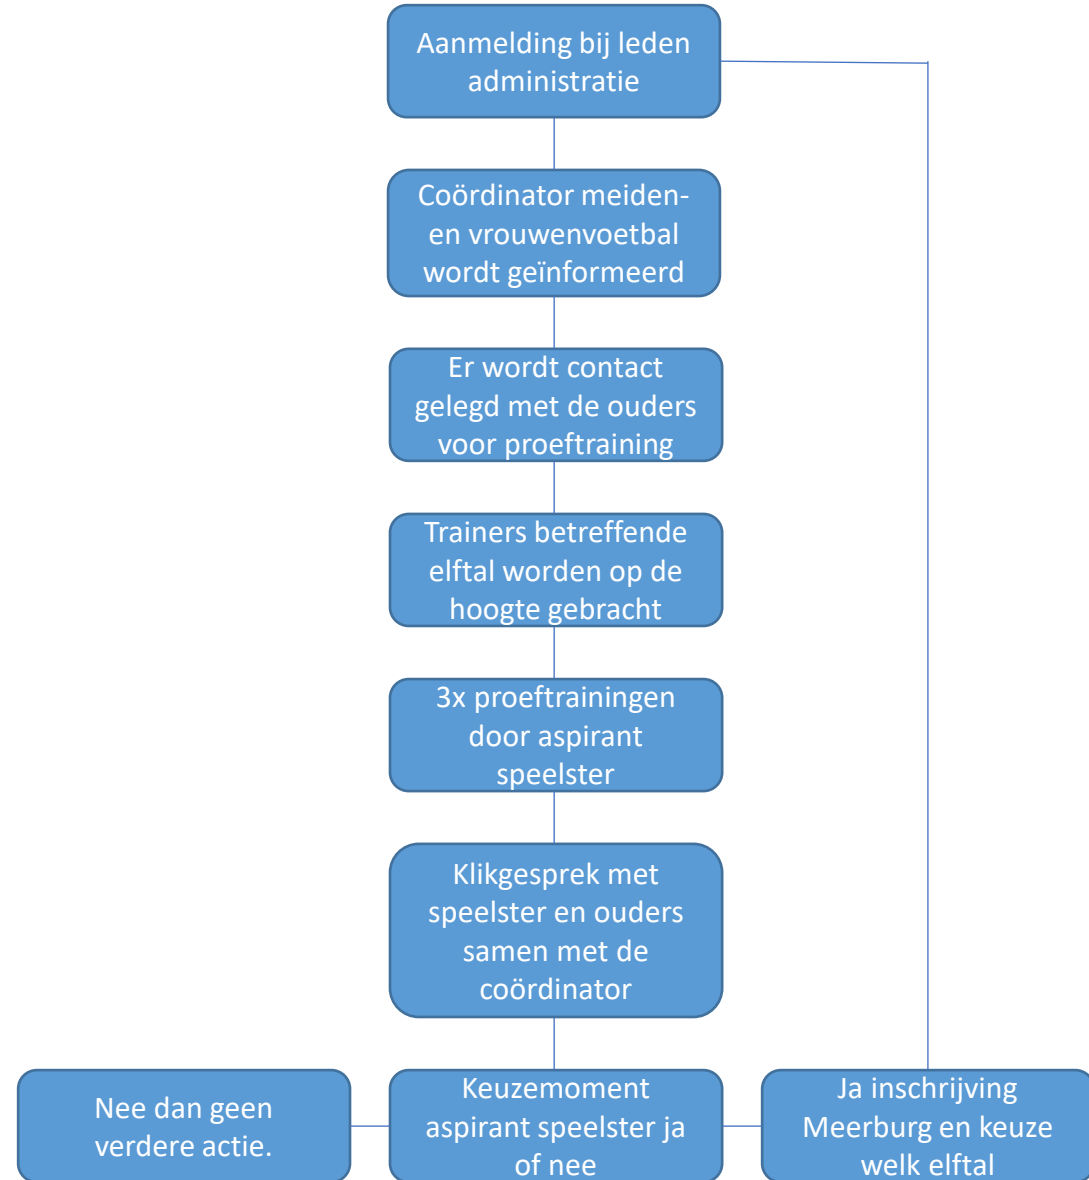 Aanmelding bij leden
administratie
Coördinator meiden-
en vrouwenvoetbal
wordt geïnformeerd
Er wordt contact
gelegd met de ouders
voor proeftraining
Trainers betreffende
elftal worden op de
hoogte gebracht
3x proeftrainingen
door aspirant
speelster
Klikgesprek met
speelster en ouders
samen met de
coördinator
Nee dan geen
verdere actie.
Keuzemoment
aspirant speelster ja
of nee
Ja inschrijving
Meerburg en keuze
welk elftal